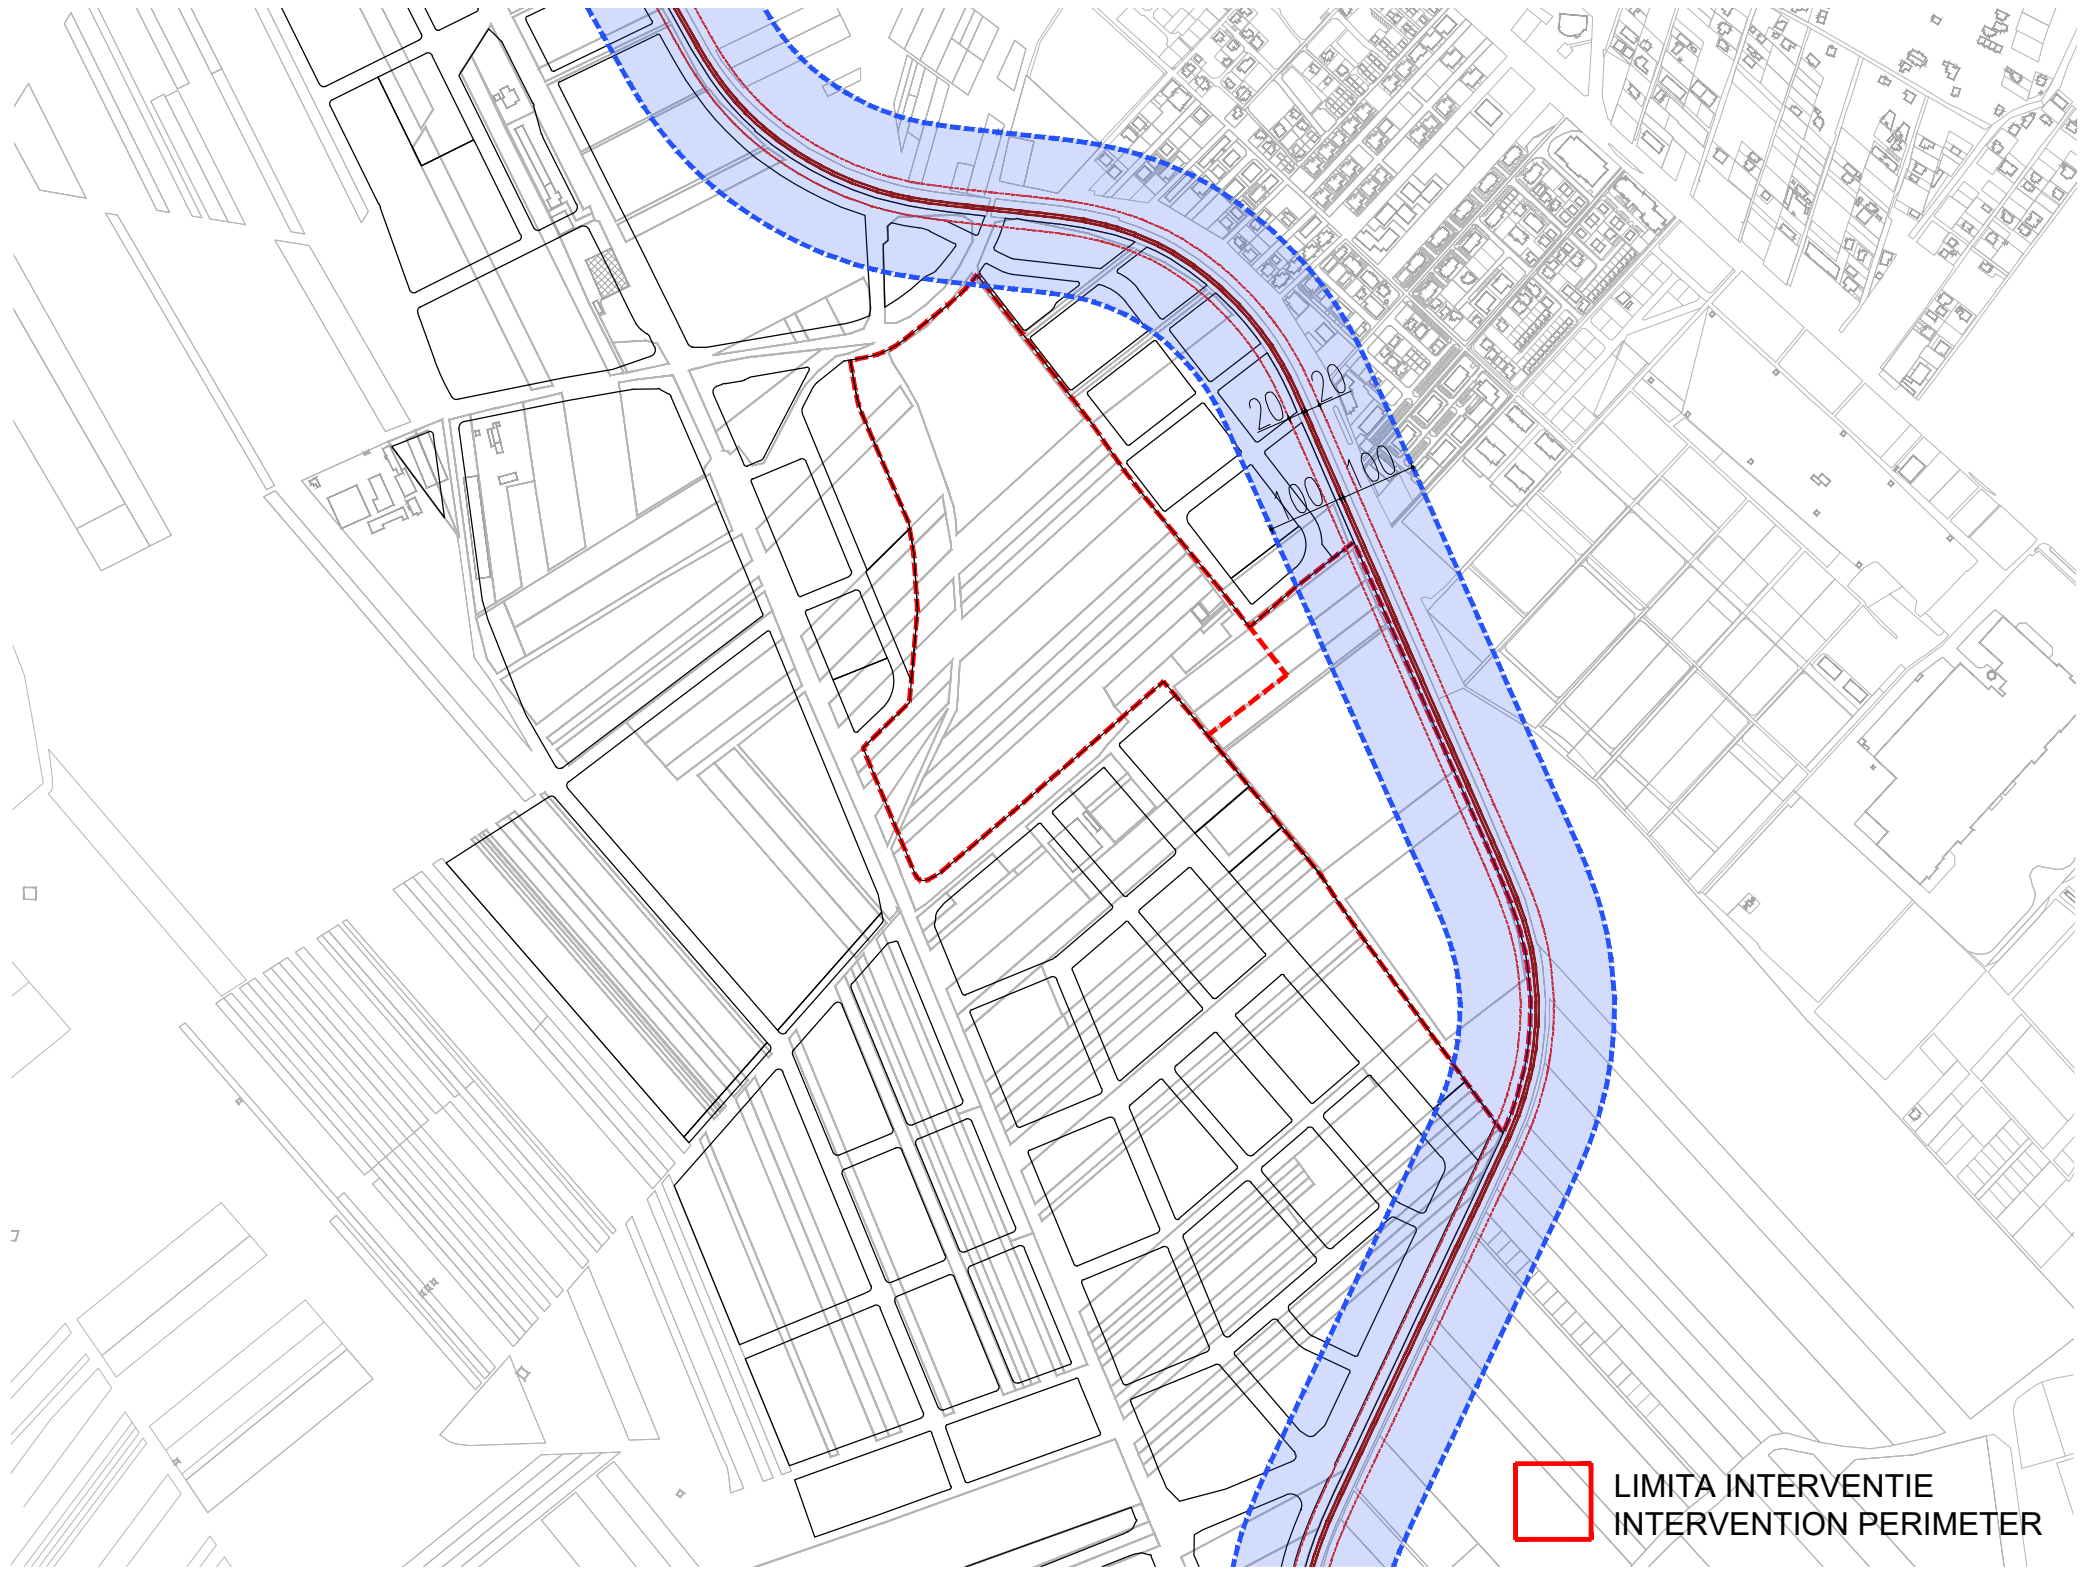 20 20
100 100
LIMITA INTERVENTIE
INTERVENTION PERIMETER